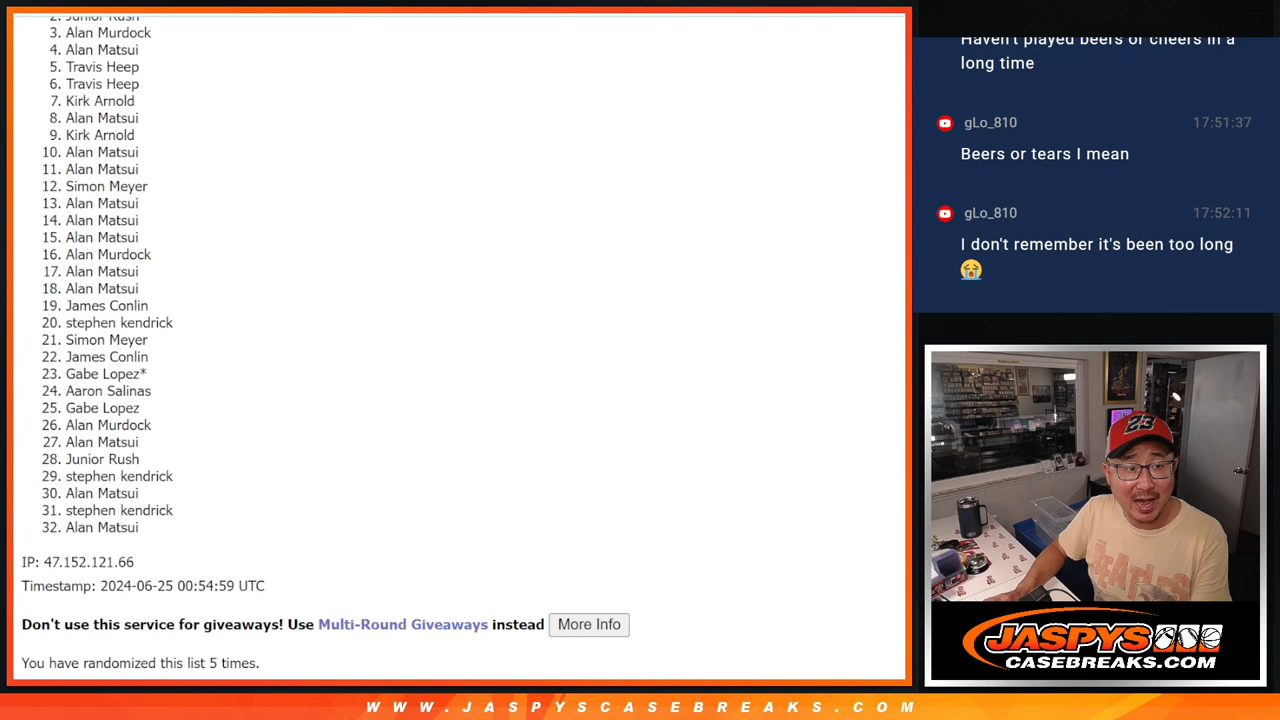 2. Junior Rush
3. Alan Murdock
4. Alan Matsui
5. Travis Heep
6. Travis Heep
7. Kirk Arnold
8. Alan Matsui
9. Kirk Arnold
10. Alan Matsui
11. Alan Matsui
12. Simon Meyer
13. Alan Matsui
14. Alan Matsui
15. Alan Matsui
16. Alan Murdock
17. Alan Matsui
18. Alan Matsui
19. James Conlin
20. stephen kendrick
21. Simon Meyer
22. James Conlin
23. Gabe Lopez*
24. Aaron Salinas
25. Gabe Lopez
26. Alan Murdock
27. Alan Matsui
28. Junior Rush
29. stephen kendrick
30. Alan Matsui
31. stephen kendrick
32. Alan Matsui
IP: 47.152.121.66
Timestamp: 2024-06-25 00:54:59 UTC
Don't use this service for giveaways! Use Multi-Round Giveaways instead More Info
You have randomized this list 5 times.
Haven't played beers or cheers in a
long time
gLo_810 17:51:37
Beers or tears I mean
gLo_810 17:52:11
I don't remember it's been too long
😭
23
JASPYS
CASEBREAKS.COM
WWW.JASPYSCASEBREAKS.COM